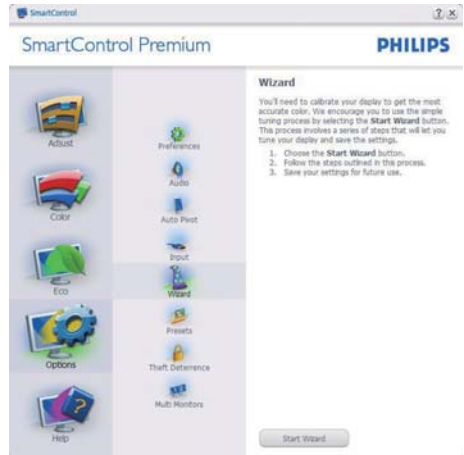 SmartControl
SmartControl Premium
PHILIPS
Adjust
Color
Eco
Options
Help
Preferences
Audio
Auto Pivot
Input
Wizard
Presets
Theft Deterrence
Multi Monitors
Wizard
You'll need to calibrate your display to get the most
accurate color. We encourage you to use the simple
tuning process by selecting the Start Wizard button.
This process involves a series of steps that will let you
tune your display and save the settings.
1. Choose the Start Wizard button.
2. Follow the steps outlined in this process.
3. Save your settings for future use.
Start Wizard